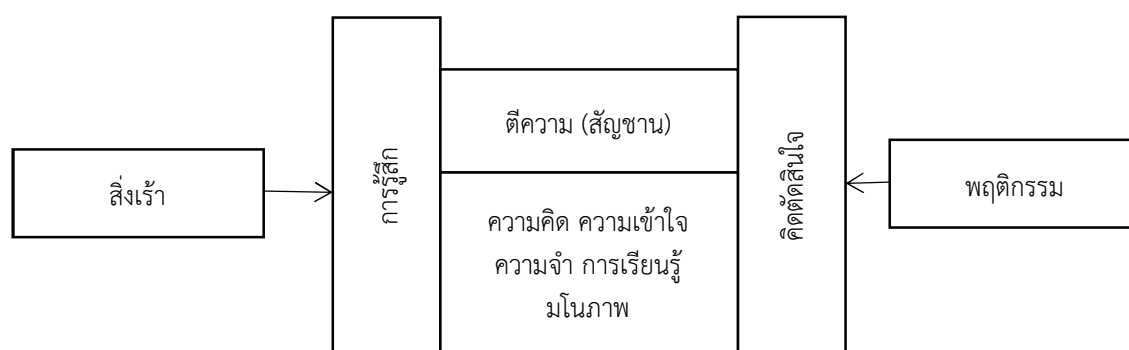 สิ่งเร้า
การรู้สึก
ตีความ (สัญชาน)
ความคิด ความเข้าใจ
ความจำ การเรียนรู้
มโนภาพ
คิดตัดสินใจ
พฤติกรรม